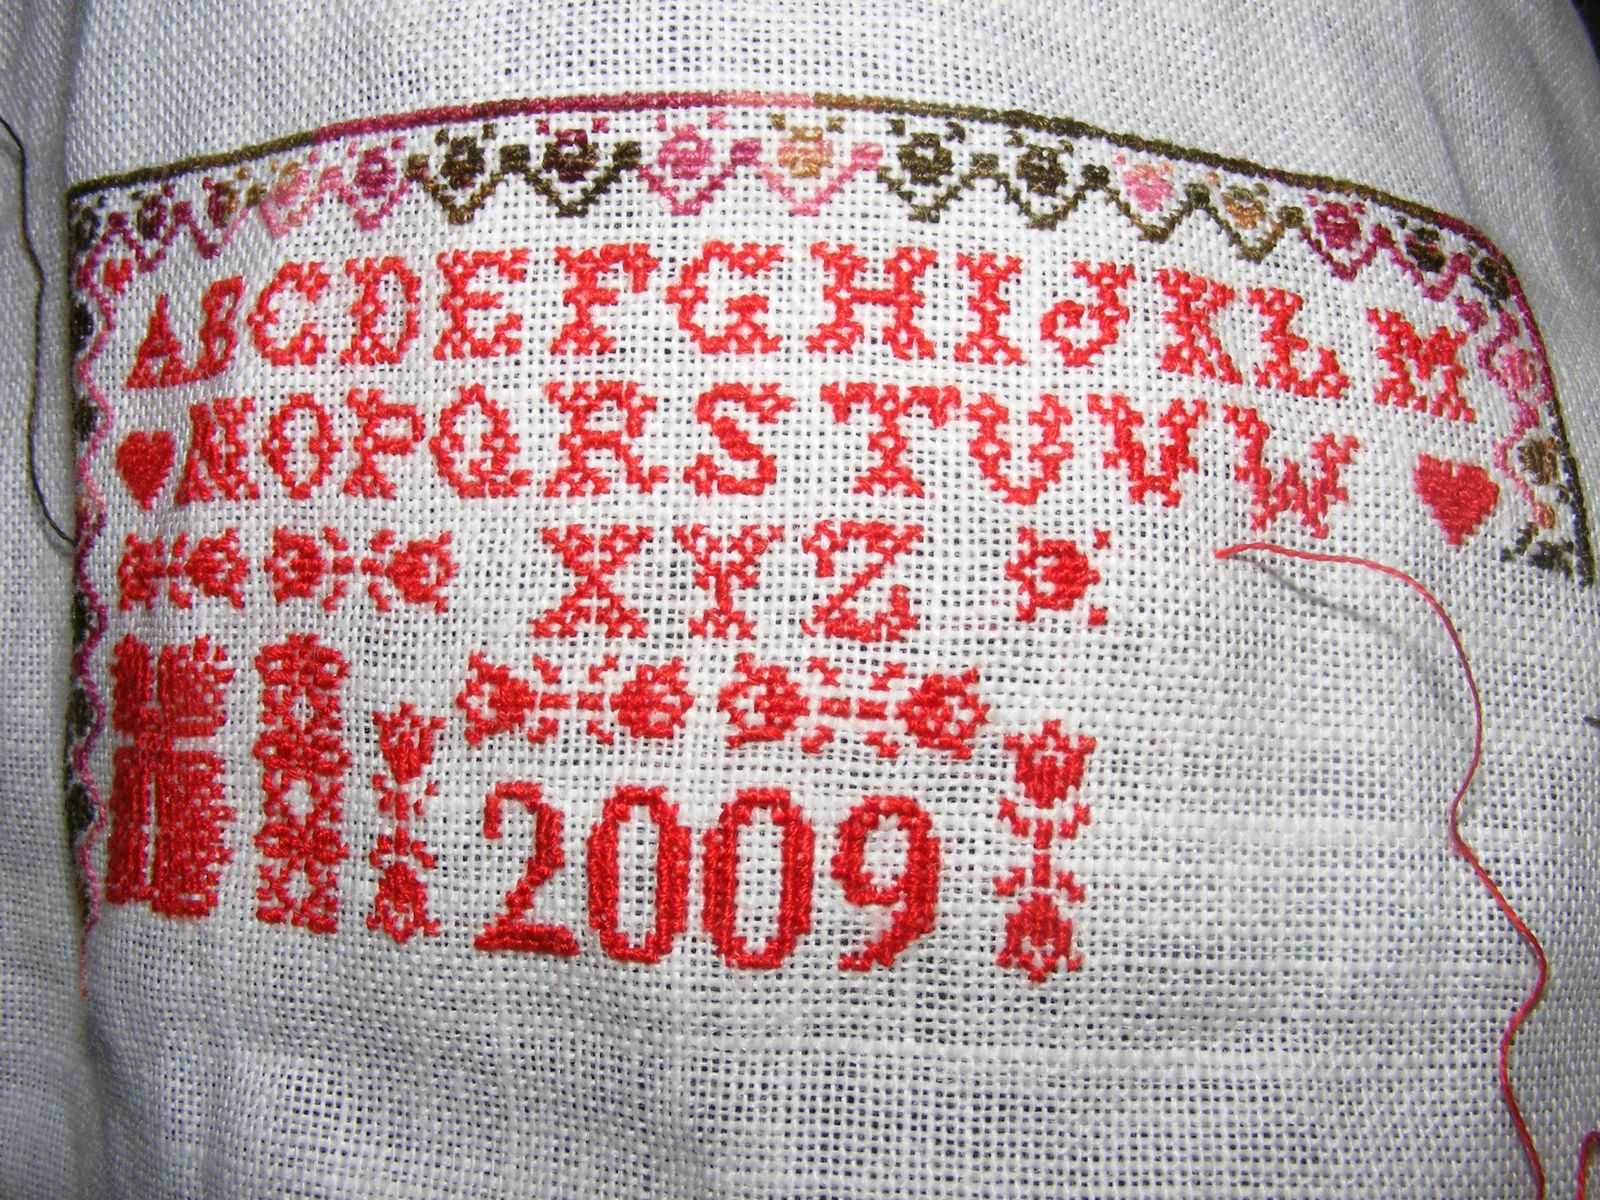 ABCDEFGHIJKLM
NOPQRSTUVW
XYZ
2009